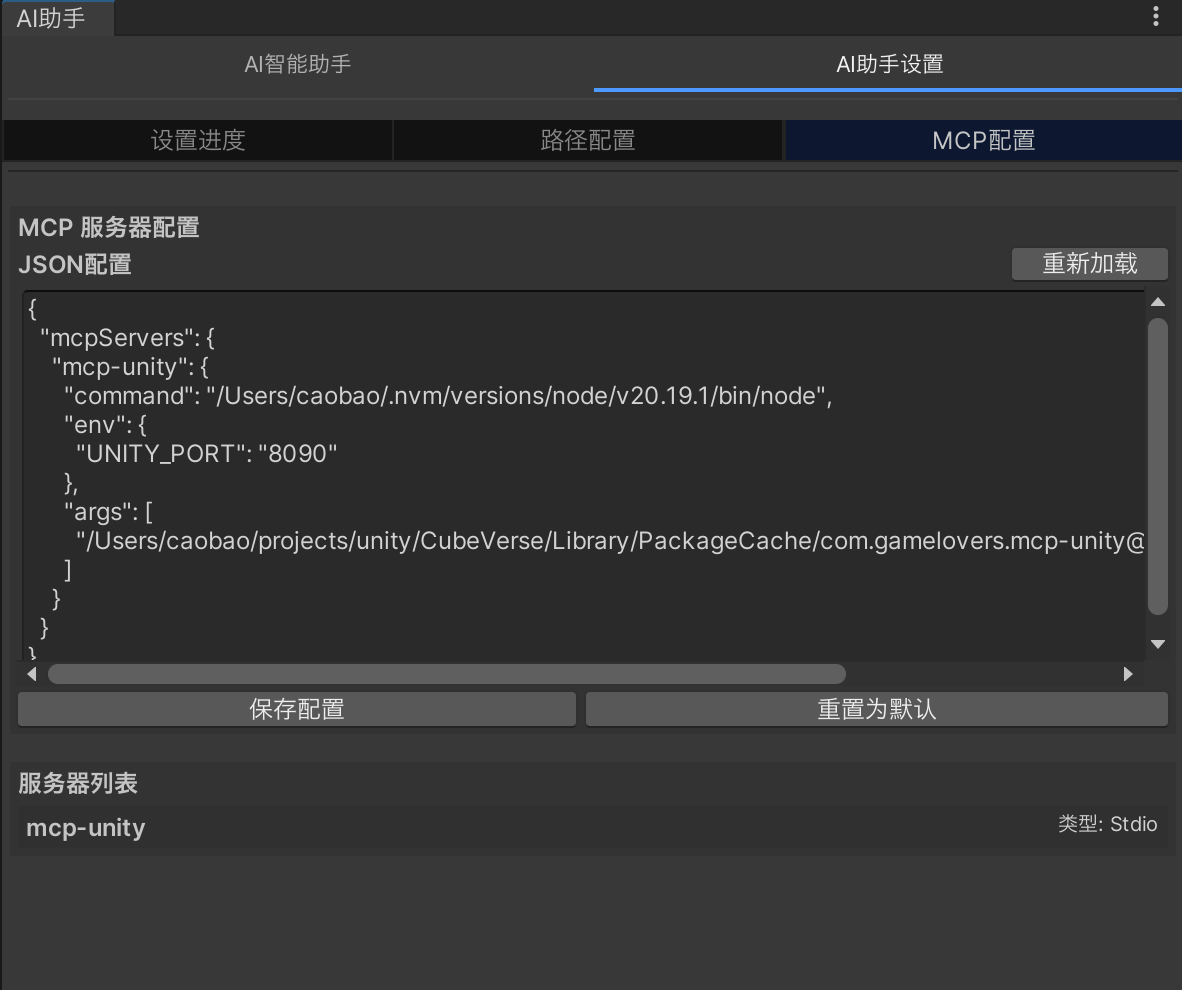 AI助手
AI智能助手
AI助手设置
设置进度
路径配置
MCP配置
MCP 服务器配置
JSON配置
重新加载
{
"mcpServers": {
"mcp-unity": {
"command": "/Users/caobao/.nvm/versions/node/v20.19.1/bin/node",
"env": {
"UNITY_PORT": "8090"
},
"args": [
"/Users/caobao/projects/unity/CubeVerse/Library/PackageCache/com.gamelovers.mcp-unity@
]
}
}
}
保存配置
重置为默认
服务器列表
mcp-unity
类型: Stdio